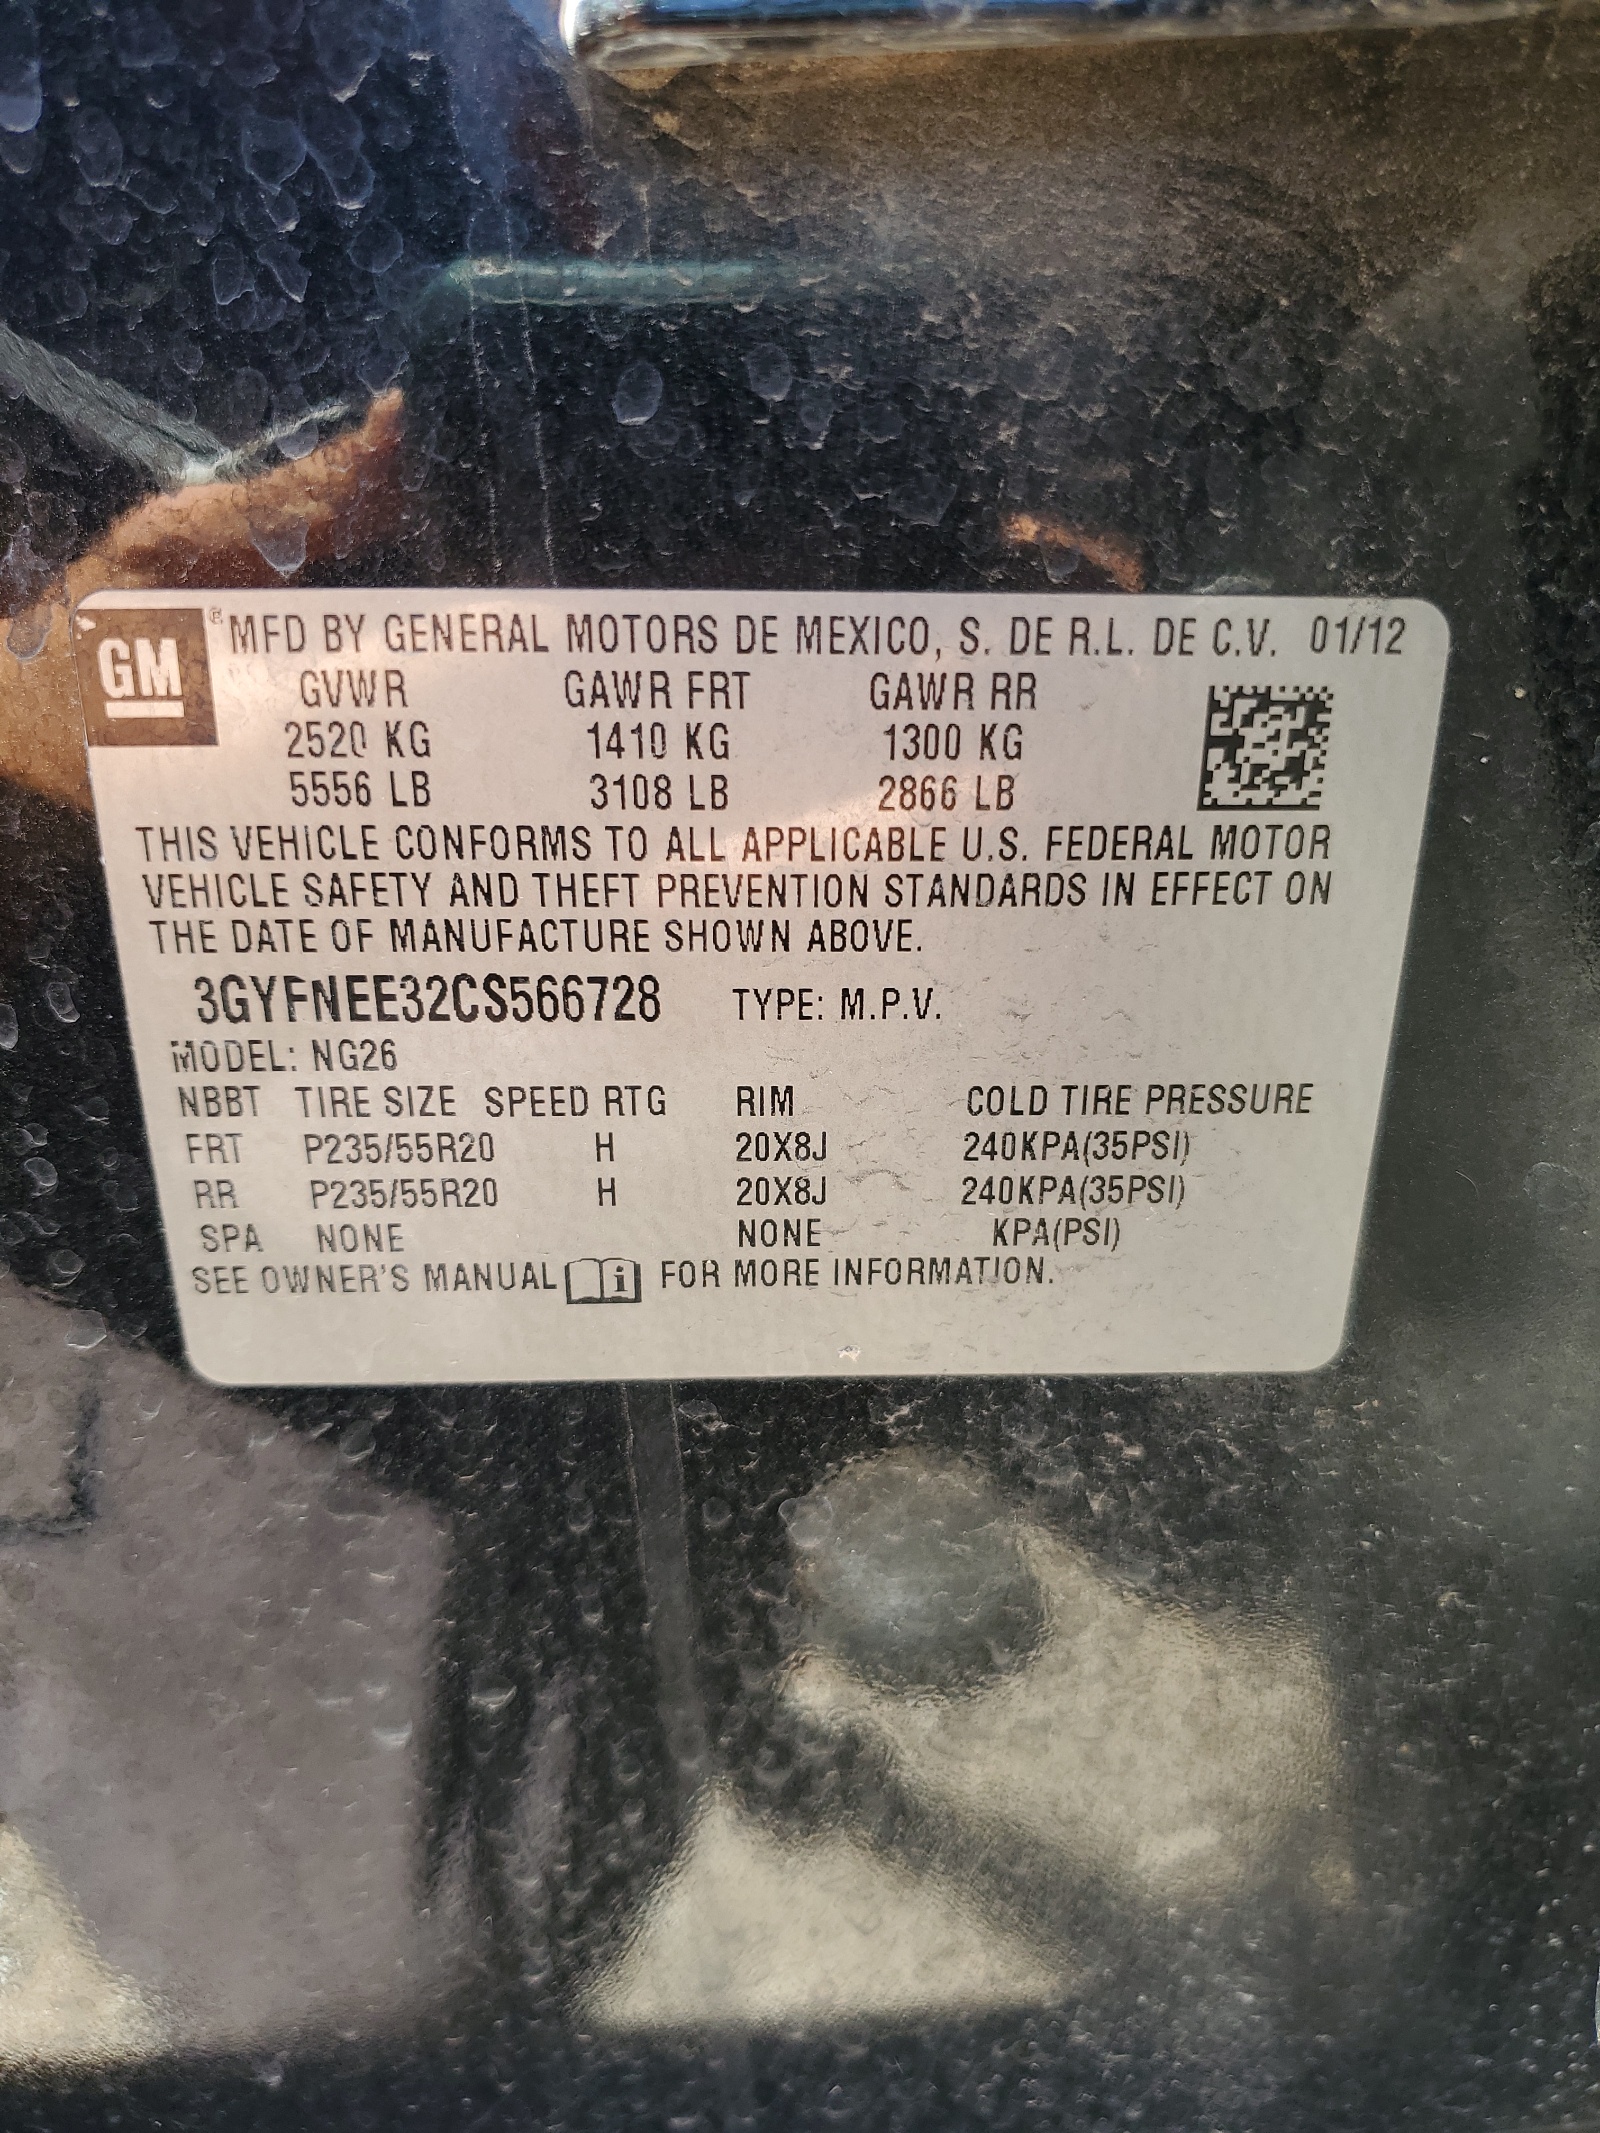 GM ® MFD BY GENERAL MOTORS DE MEXICO, S. DE R.L. DE C.V. 01/12
GVWR GAWR FRT GAWR RR
2520 KG 1410 KG 1300 KG
5556 LB 3108 LB 2866 LB
THIS VEHICLE CONFORMS TO ALL APPLICABLE U.S. FEDERAL MOTOR
VEHICLE SAFETY AND THEFT PREVENTION STANDARDS IN EFFECT ON
THE DATE OF MANUFACTURE SHOWN ABOVE.
3GYFNEE32CS566728 TYPE: M.P.V.
MODEL: NG26
NBBT TIRE SIZE SPEED RTG RIM COLD TIRE PRESSURE
FRT P235/55R20 H 20X8J 240KPA(35PSI)
RR P235/55R20 H 20X8J 240KPA(35PSI)
SPA NONE NONE KPA(PSI)
SEE OWNER'S MANUAL i FOR MORE INFORMATION.